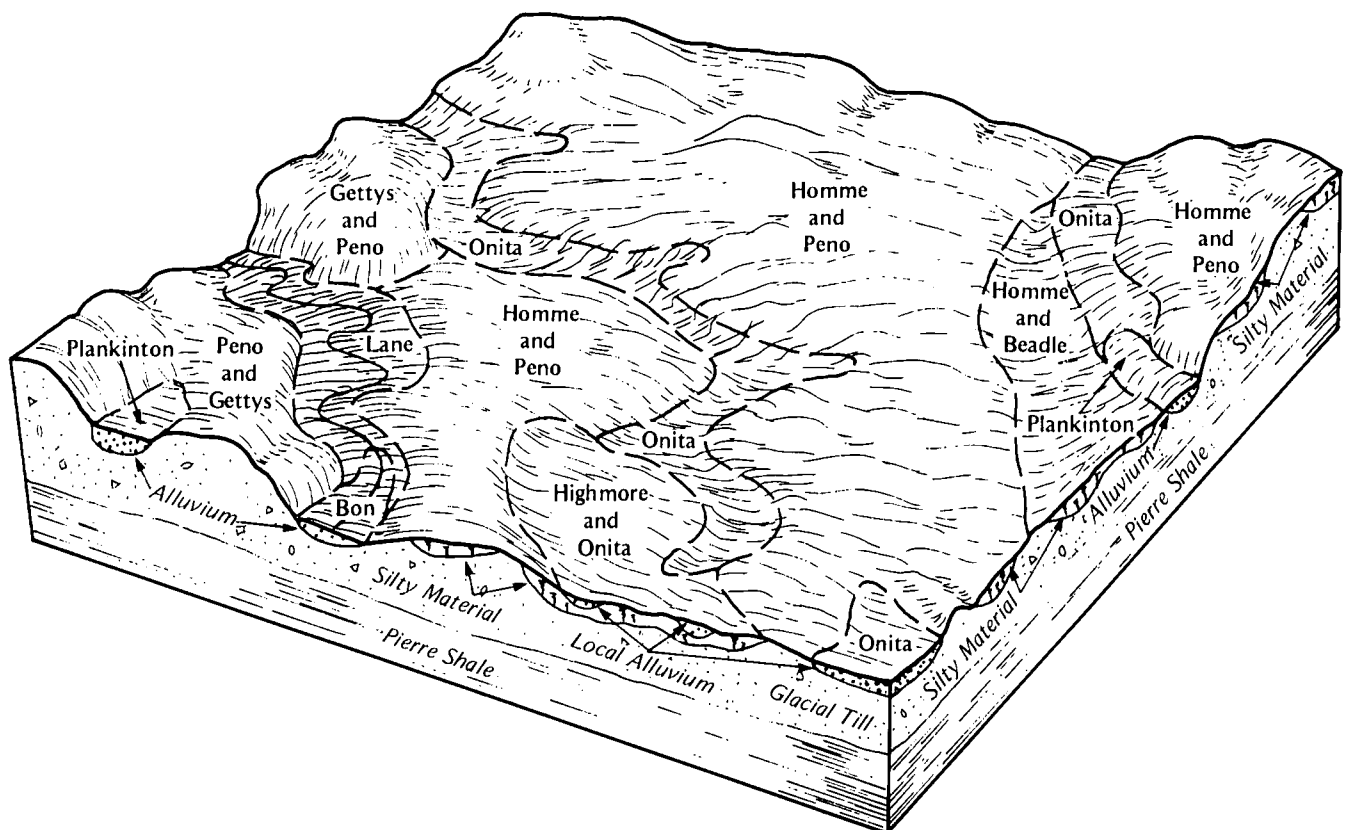 Gettys
and
Peno
Onita
Homme
and
Peno
Onita
Homme
and
Peno
Homme
and
Beadle
Silty Material
Plankinton
Peno
and
Gettys
Lane
Homme
and
Peno
Plankinton
Onita
Alluvium
Bon
Highmore
and
Onita
Alluvium
Pierre Shale
Silty Material
Pierre Shale
Local Alluvium
Onita
Glacial Till
Silty Material